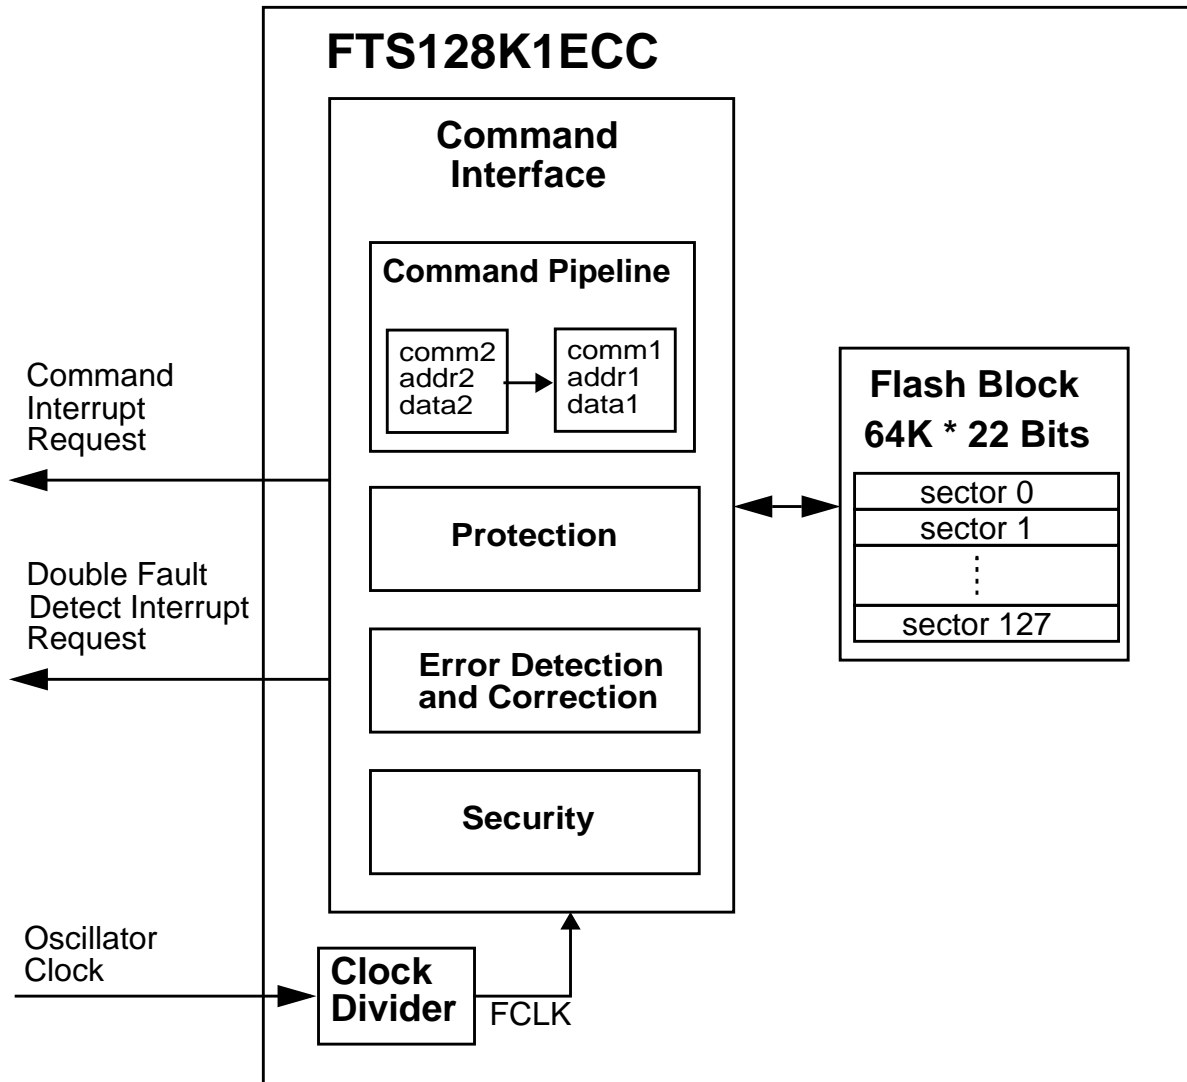 FTS128K1ECC
Command
Interface
Command Pipeline
comm2
addr2
data2
comm1
addr1
data1
Command
Interrupt
Request
Flash Block
64K * 22 Bits
sector 0
sector 1
sector 127
Protection
Double Fault
Detect Interrupt
Request
Error Detection
and Correction
Security
Oscillator
Clock
Clock
Divider
FCLK